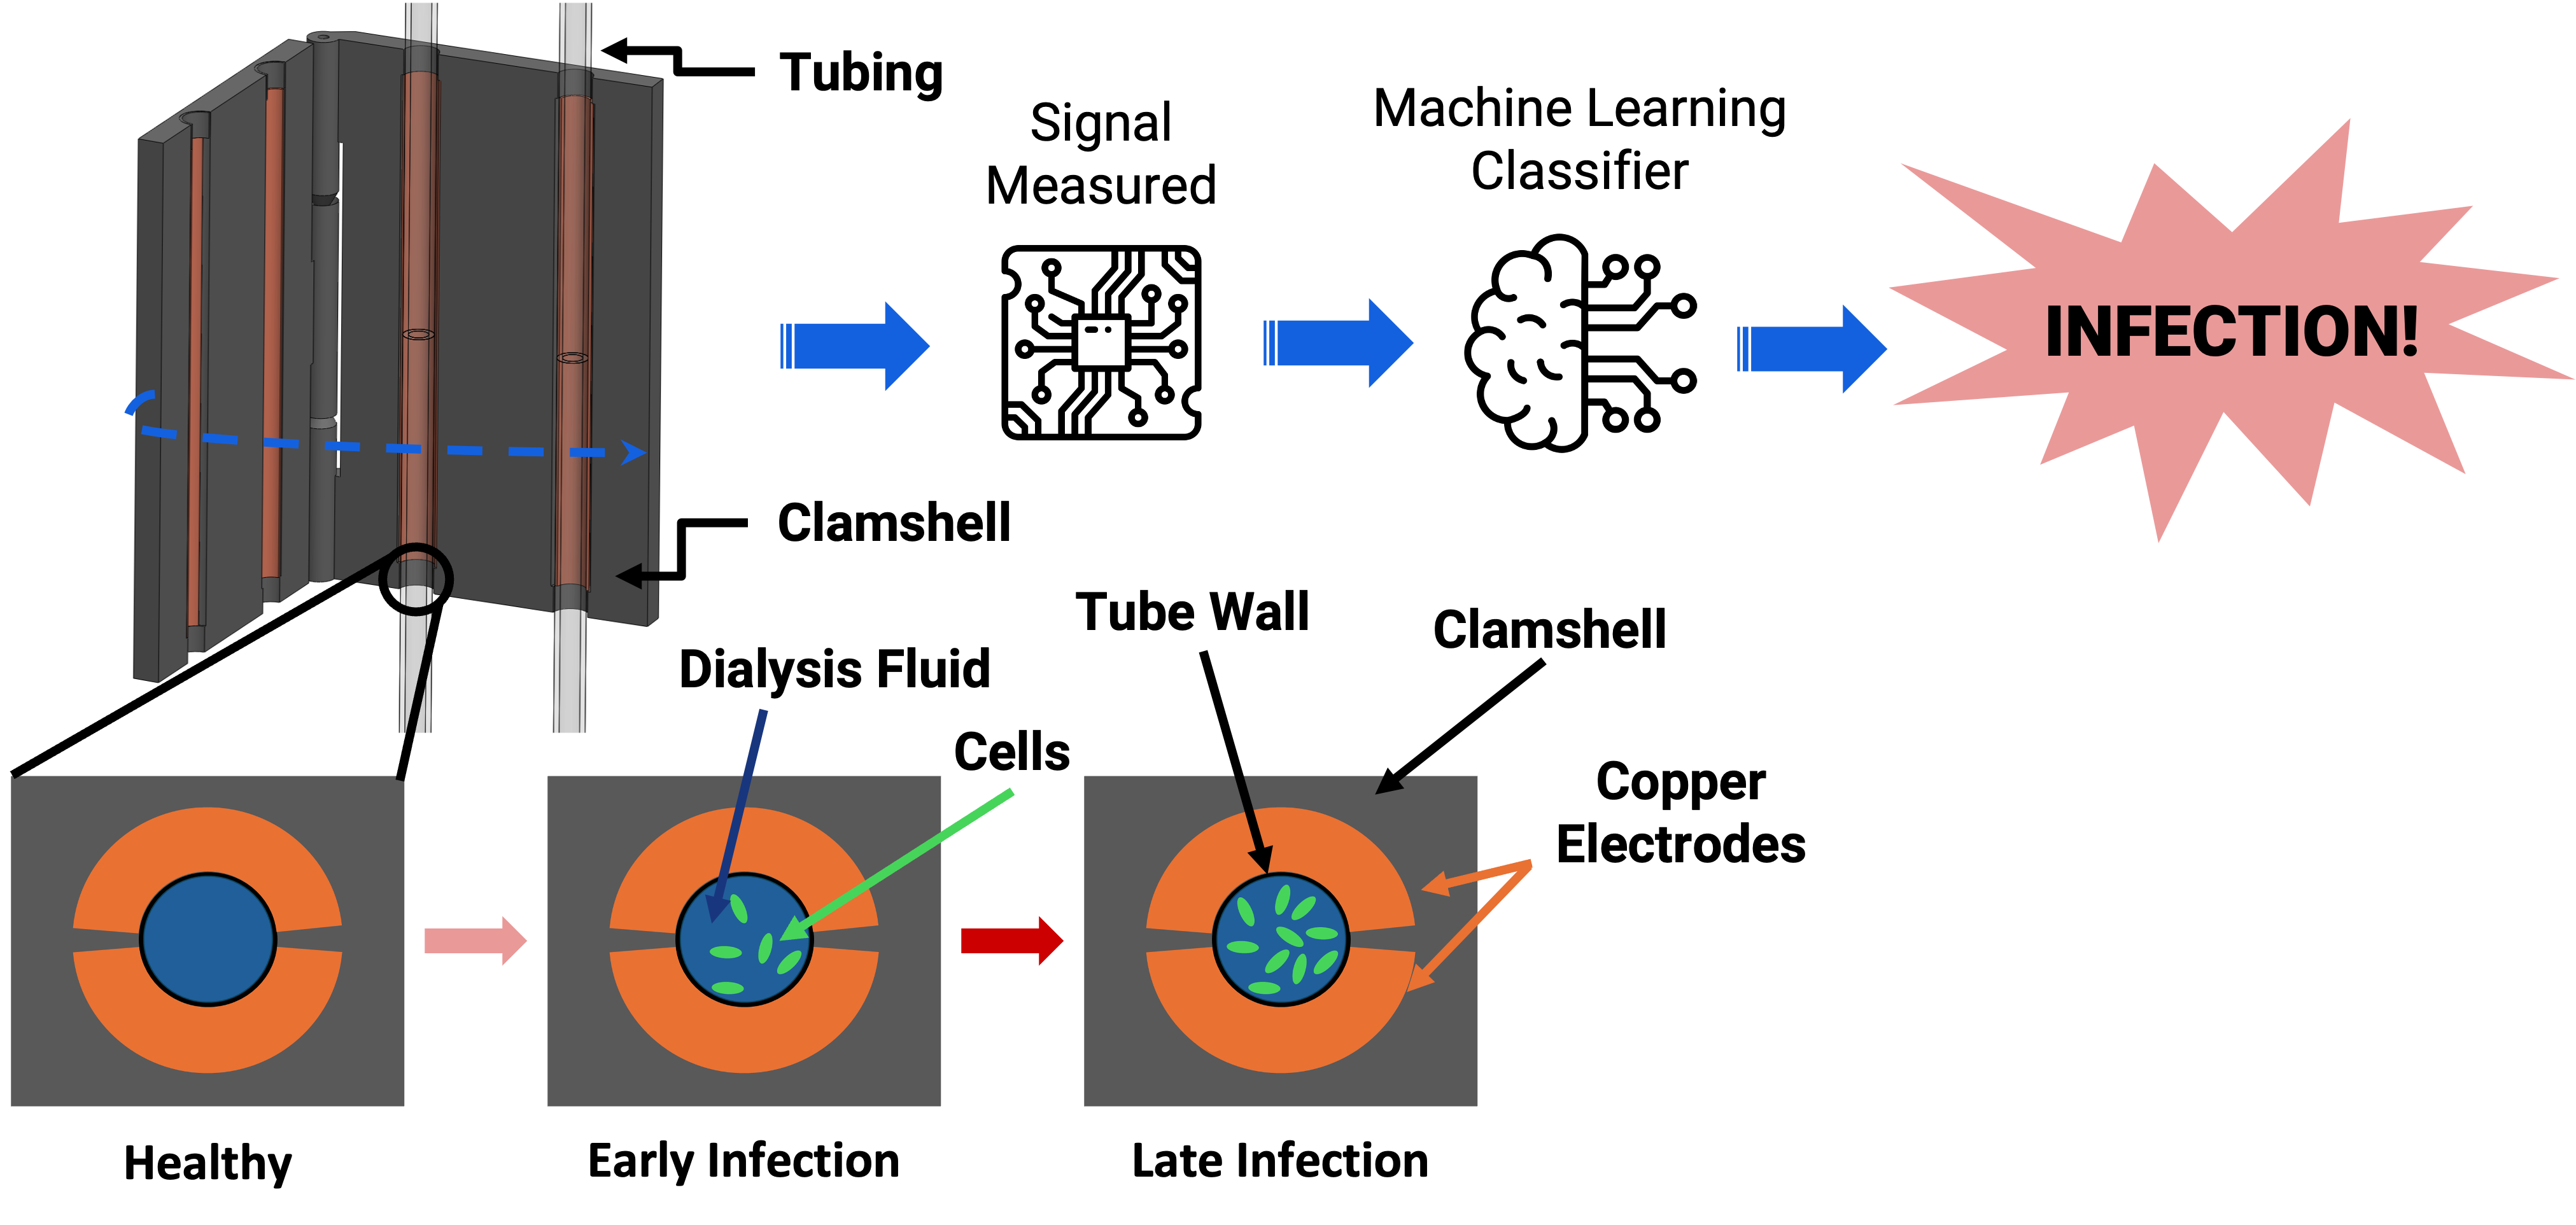 Tubing
Signal
Measured
Machine Learning
Classifier
INFECTION!
Clamshell
Dialysis Fluid
Cells
Tube Wall
Clamshell
Copper
Electrodes
Healthy
Early Infection
Late Infection